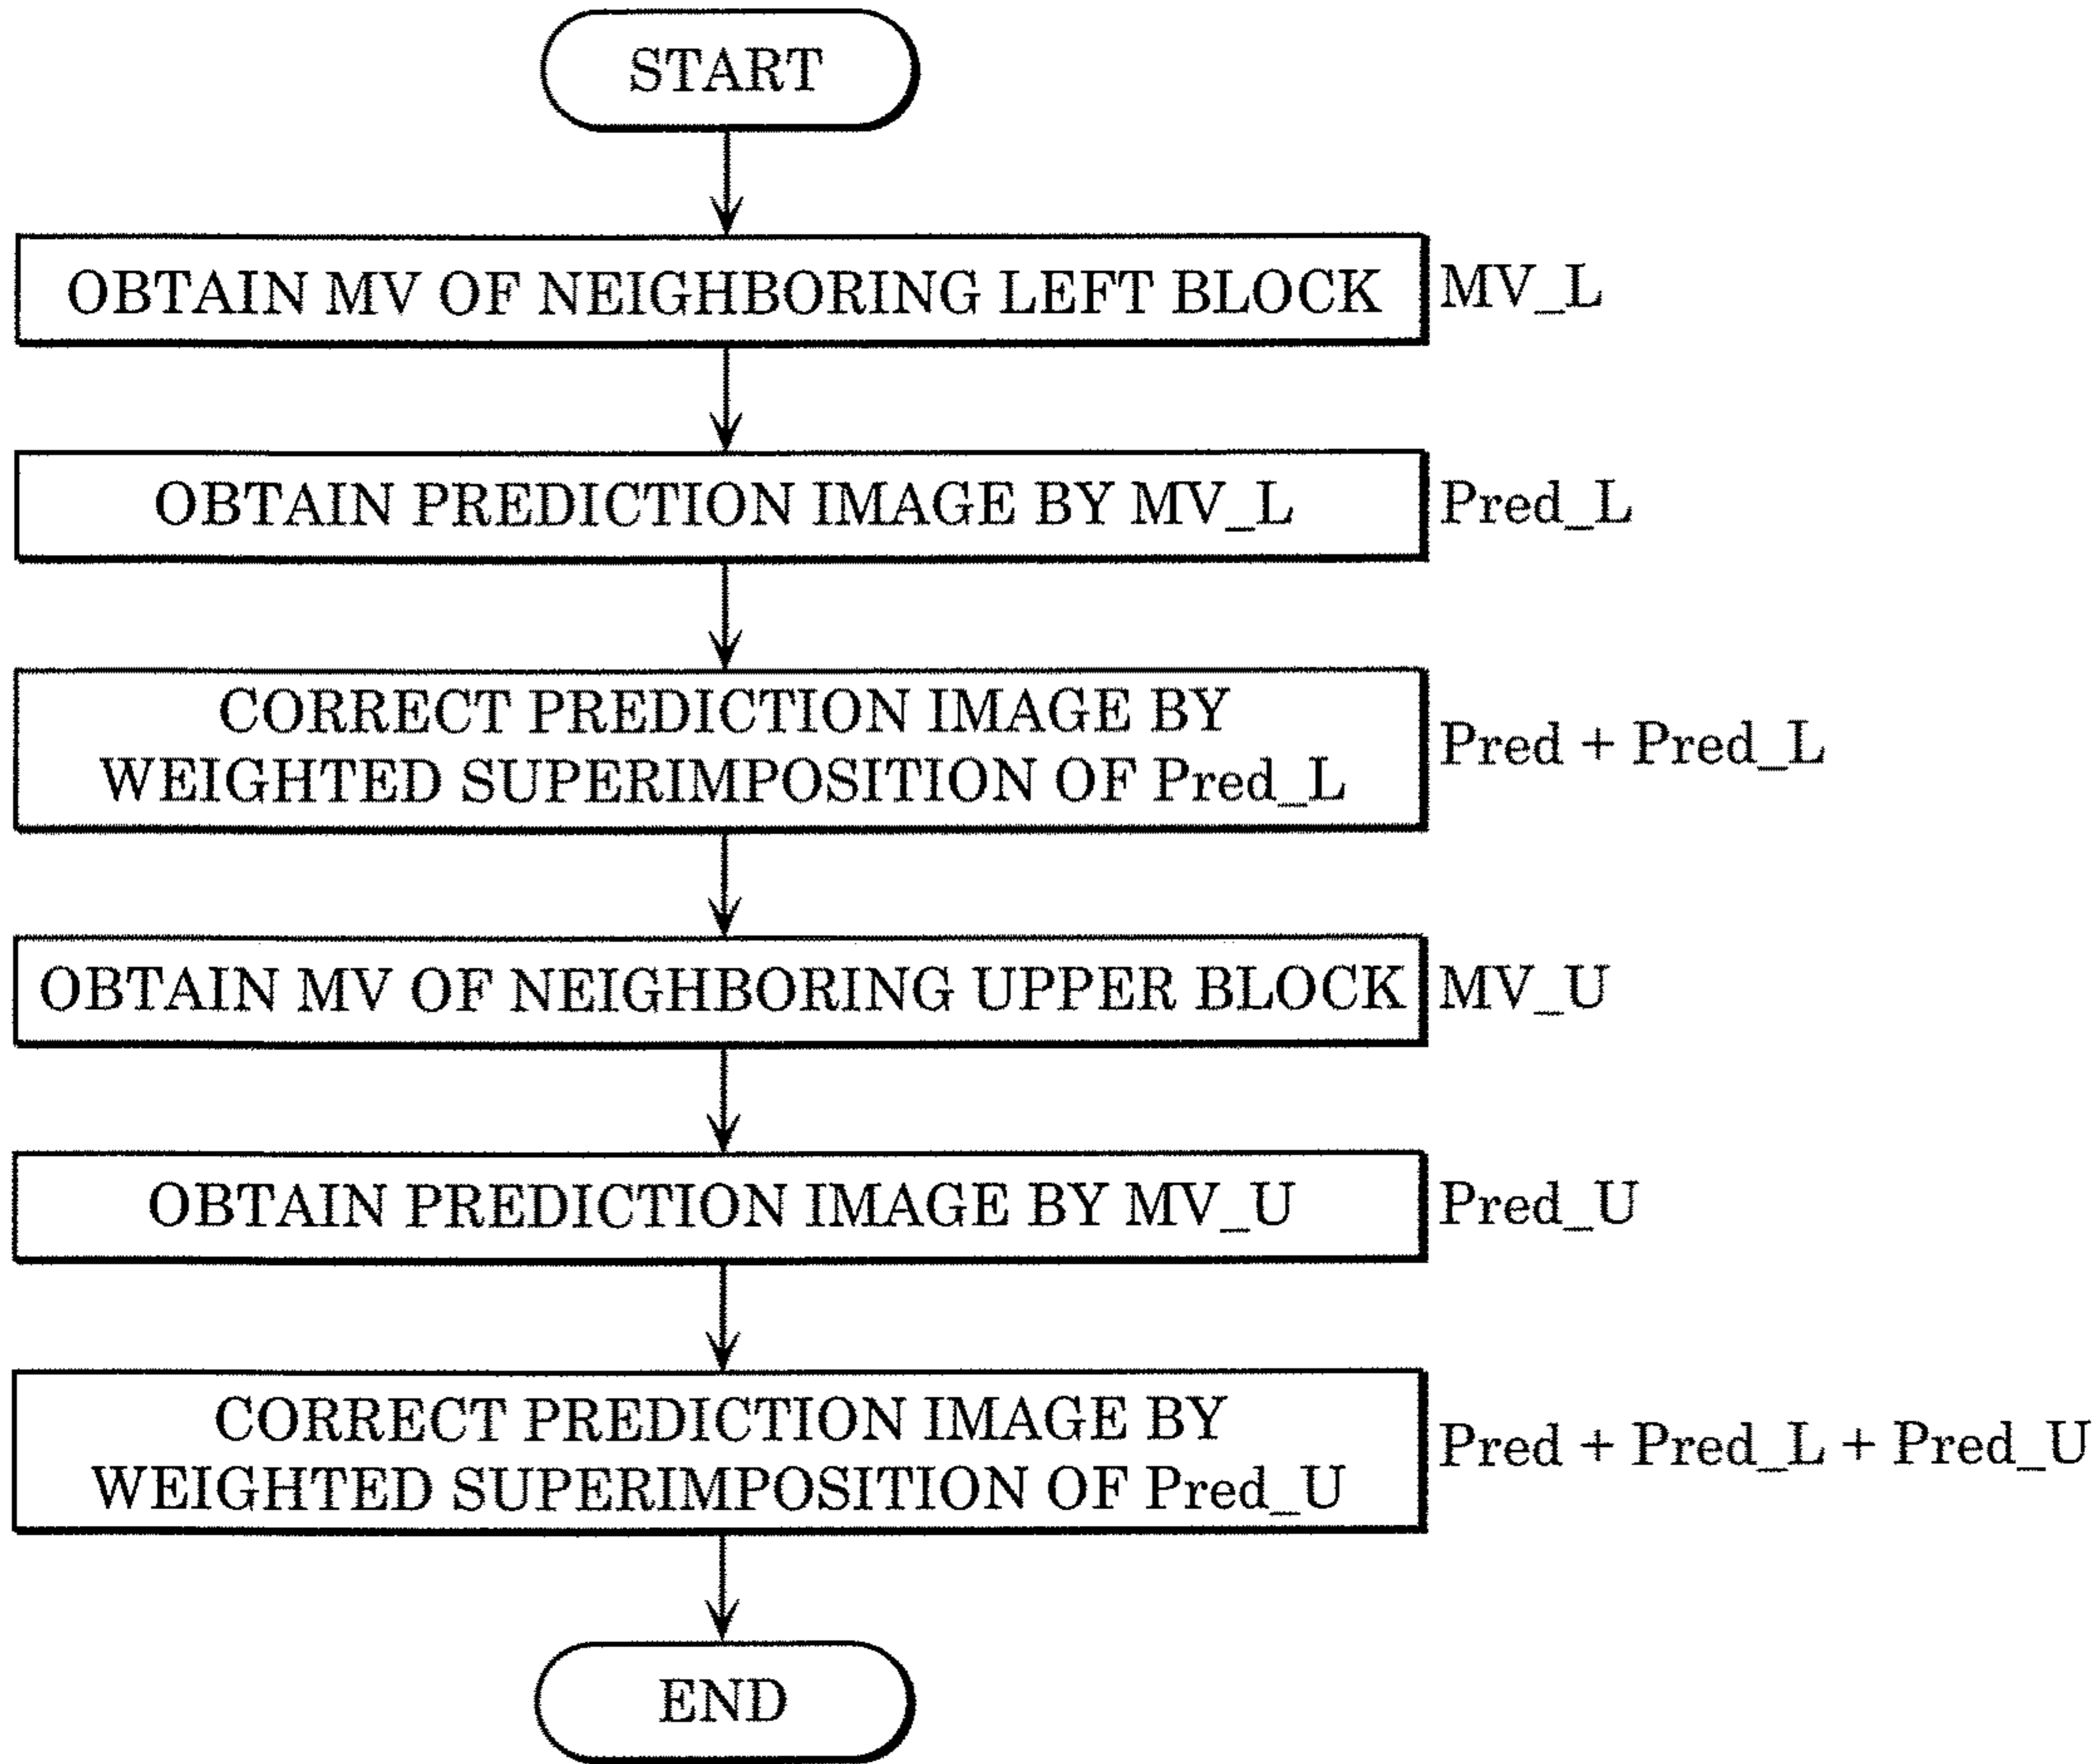 START
OBTAIN MV OF NEIGHBORING LEFT BLOCK
MV_L
OBTAIN PREDICTION IMAGE BY MV_L
Pred_L
CORRECT PREDICTION IMAGE BY
WEIGHTED SUPERIMPOSITION OF Pred_L
Pred + Pred_L
OBTAIN MV OF NEIGHBORING UPPER BLOCK
MV_U
OBTAIN PREDICTION IMAGE BY MV_U
Pred_U
CORRECT PREDICTION IMAGE BY
WEIGHTED SUPERIMPOSITION OF Pred_U
Pred + Pred_L + Pred_U
END